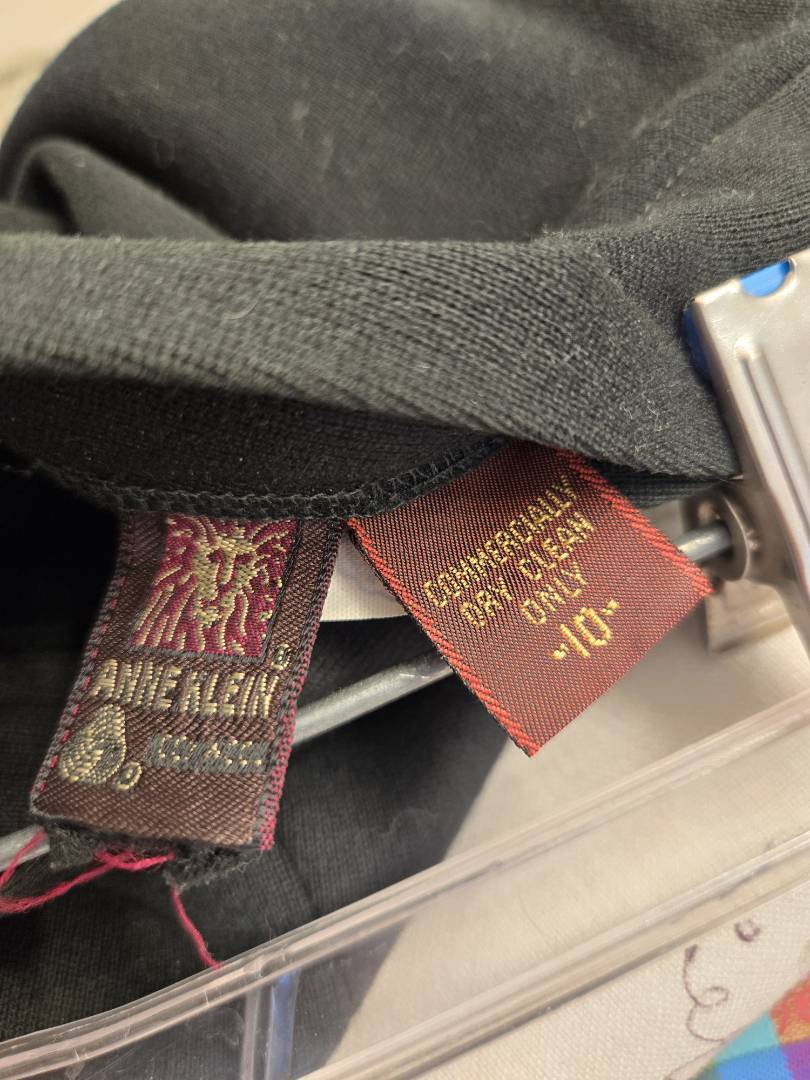 ANNE KLEIN
COMMERCIALLY
DRY CLEAN
ONLY
-10-